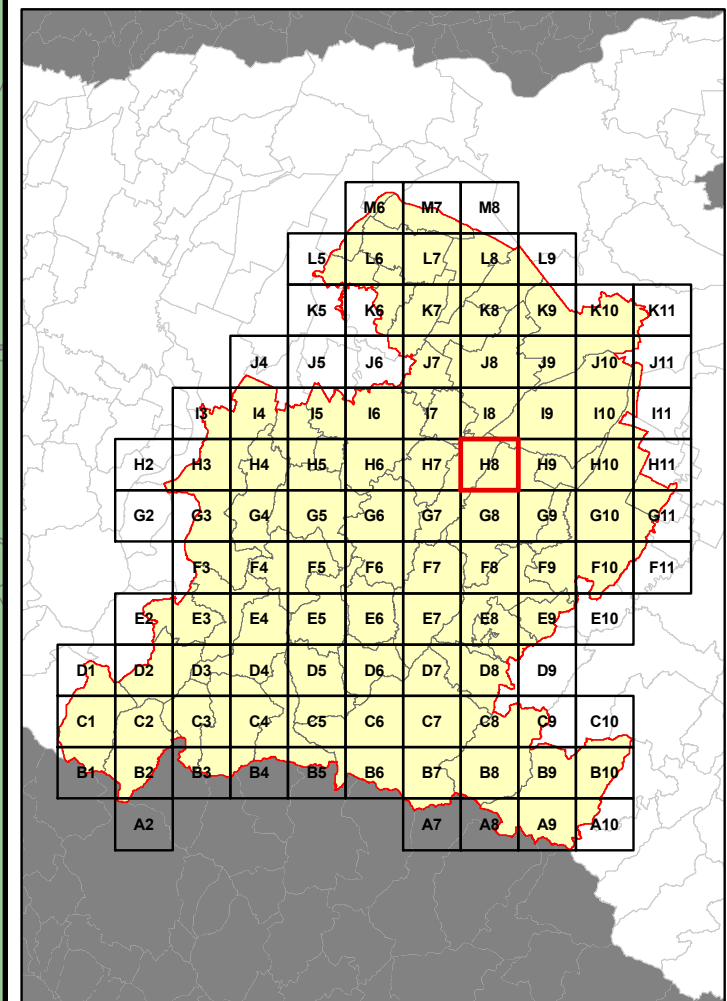 M6 M7 M8
L5 L6 L7 L8 L9
K5 K6 K7 K8 K9 K10 K11
J4 J5 J6 J7 J8 J9 J10 J11
I3 I4 I5 I6 I7 I8 I9 I10 I11
H2 H3 H4 H5 H6 H7 H8 H9 H10 H11
G2 G3 G4 G5 G6 G7 G8 G9 G10 G11
F3 F4 F5 F6 F7 F8 F9 F10 F11
E2 E3 E4 E5 E6 E7 E8 E9 E10
D1 D2 D3 D4 D5 D6 D7 D8 D9
C1 C2 C3 C4 C5 C6 C7 C8 C9 C10
B1 B2 B3 B4 B5 B6 B7 B8 B9 B10
A2 A7 A8 A9 A10